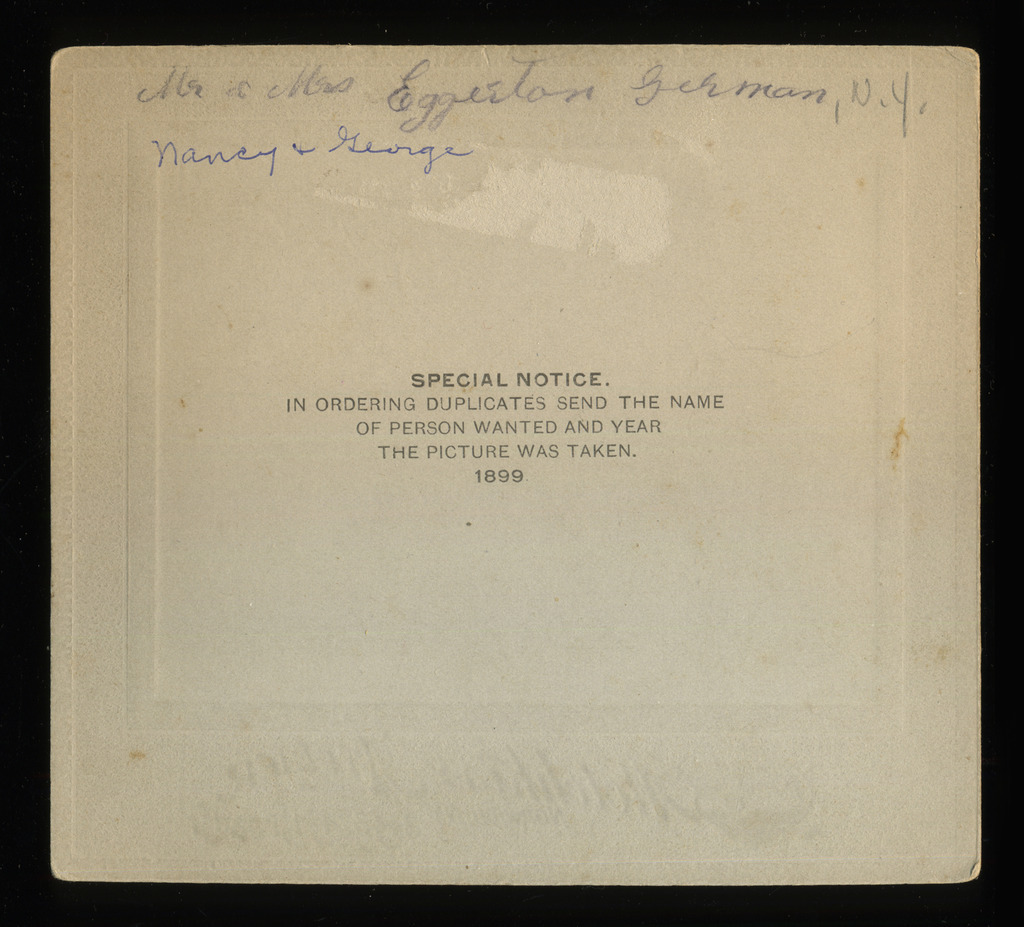 Mr & Mrs Eggerton German, N.Y.
Nancy & George
SPECIAL NOTICE.
IN ORDERING DUPLICATES SEND THE NAME
OF PERSON WANTED AND YEAR
THE PICTURE WAS TAKEN.
1899.